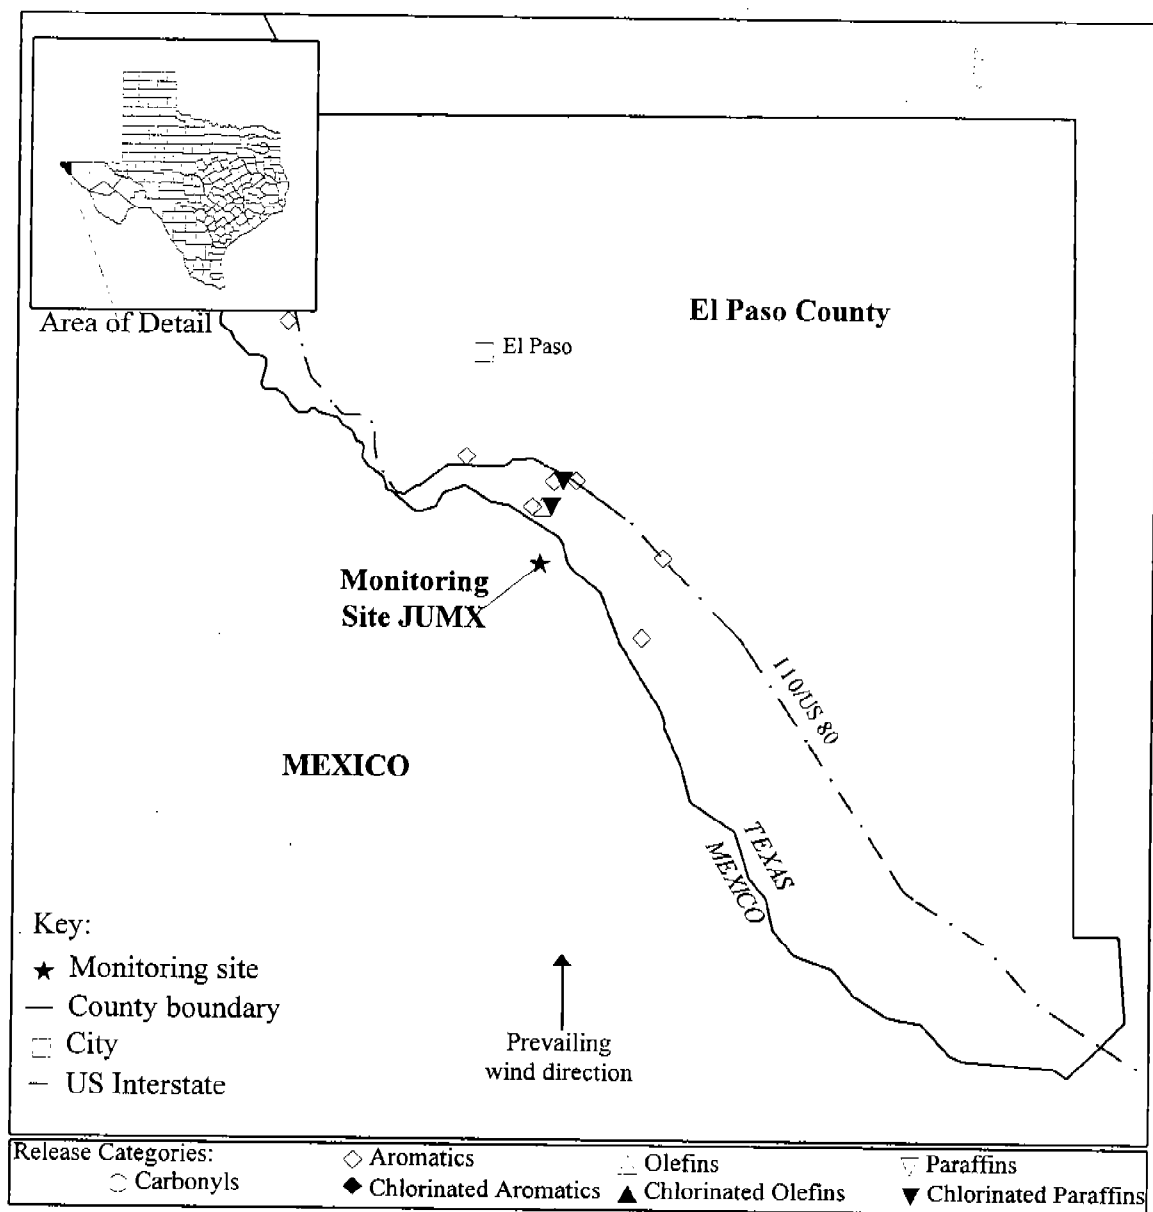 Area of Detail
El Paso County
El Paso
Monitoring
Site JUMX
I 10/US 80
MEXICO
TEXAS
MEXICO
Key:
Monitoring site
County boundary
City
US Interstate
Prevailing
wind direction
Release Categories:
Carbonyls
Aromatics
Chlorinated Aromatics
Olefins
Chlorinated Olefins
Paraffins
Chlorinated Paraffins